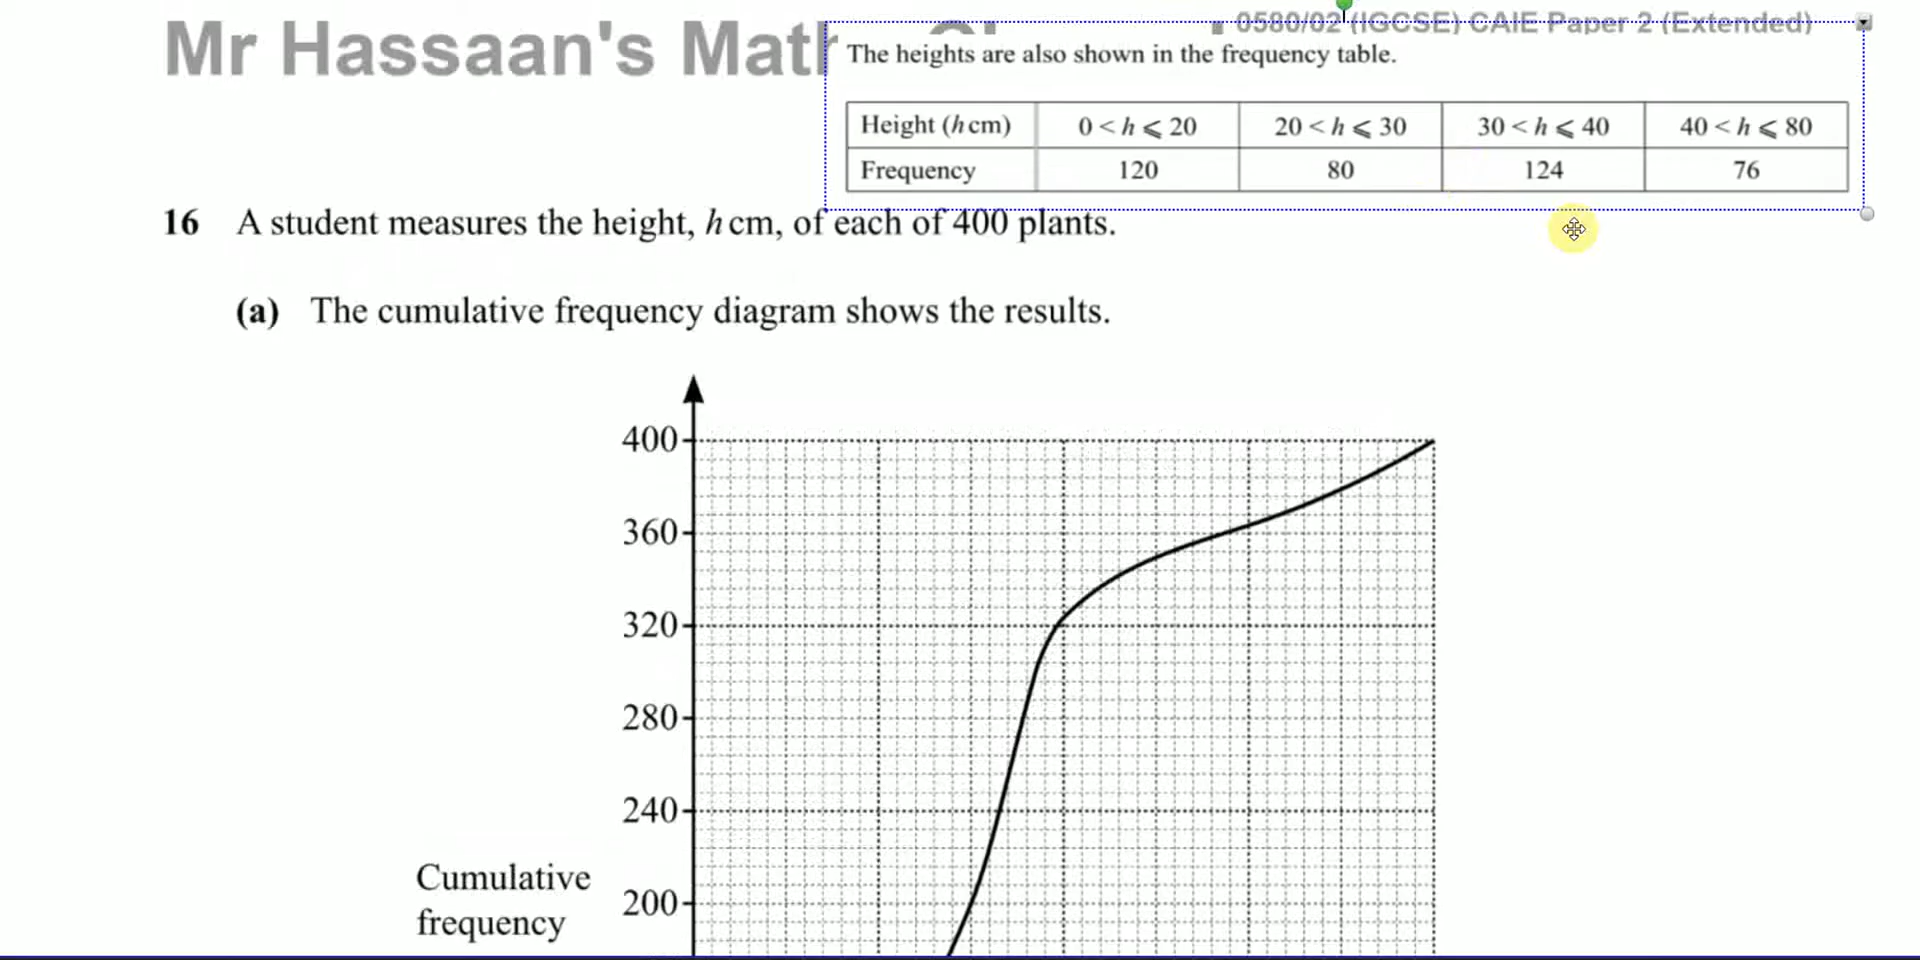 Mr Hassaan's Mat
0580/02 (IGCSE) CAIE Paper 2 (Extended)
The heights are also shown in the frequency table.
Height (h cm) 0 < h ⩽ 20 20 < h ⩽ 30 30 < h ⩽ 40 40 < h ⩽ 80
Frequency 120 80 124 76
16 A student measures the height, h cm, of each of 400 plants.
(a) The cumulative frequency diagram shows the results.
400
360
320
280
240
Cumulative
frequency
200